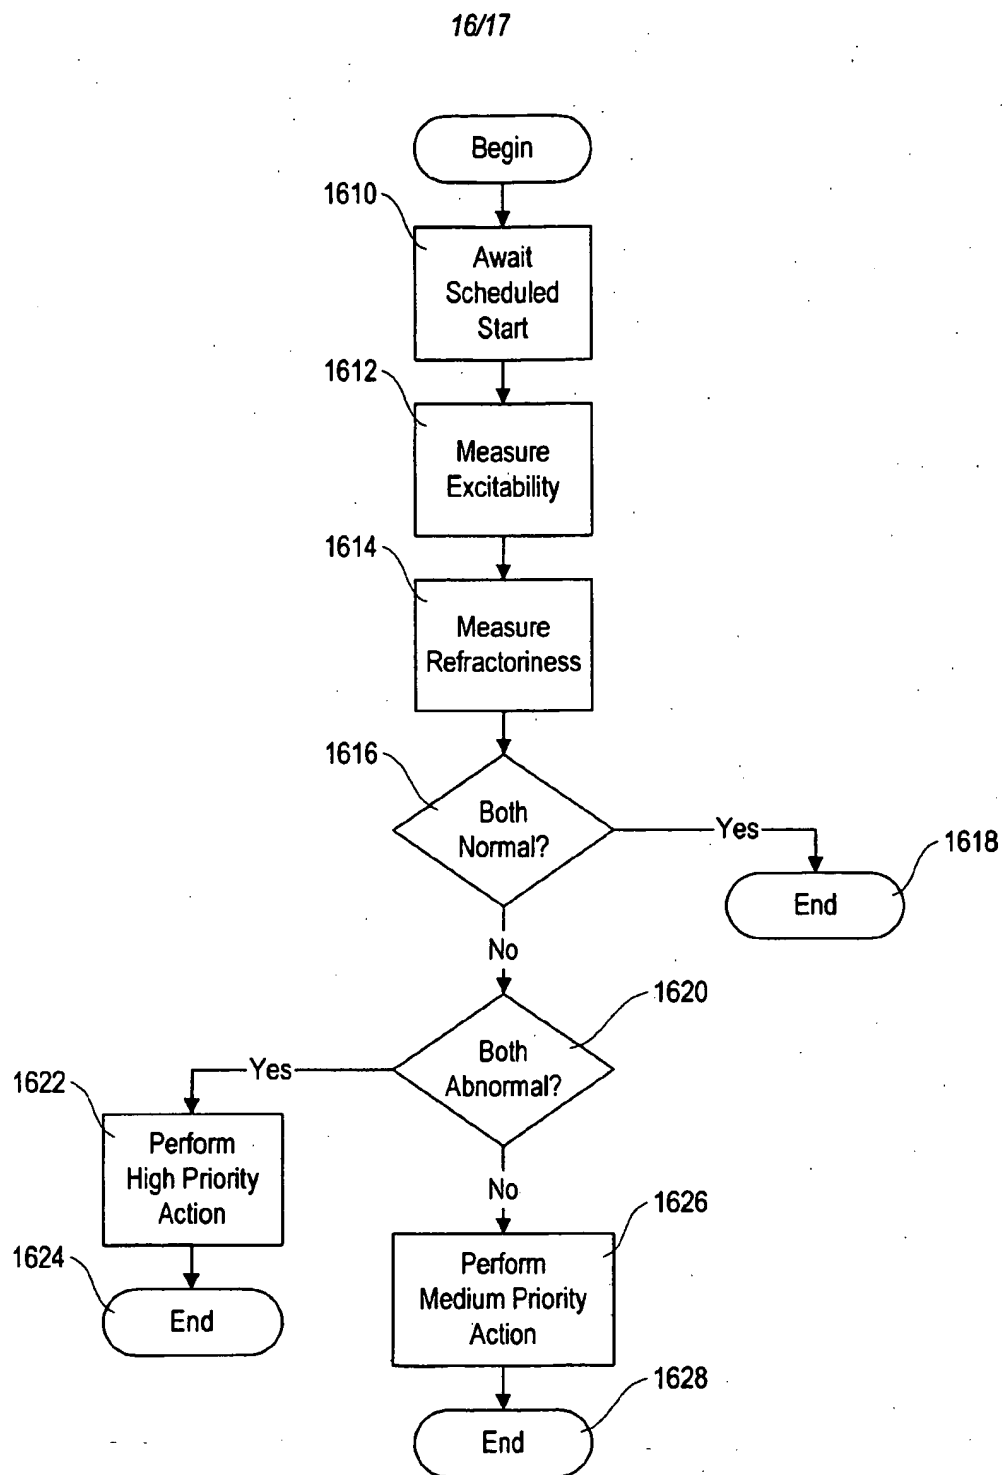 16/17
Begin
1610
Await
Scheduled
Start
1612
Measure
Excitability
1614
Measure
Refractoriness
1616
Both
Normal?
Yes
1618
End
No
1620
Both
Abnormal?
Yes
1622
Perform
High Priority
Action
No
1626
1624
End
Perform
Medium Priority
Action
1628
End